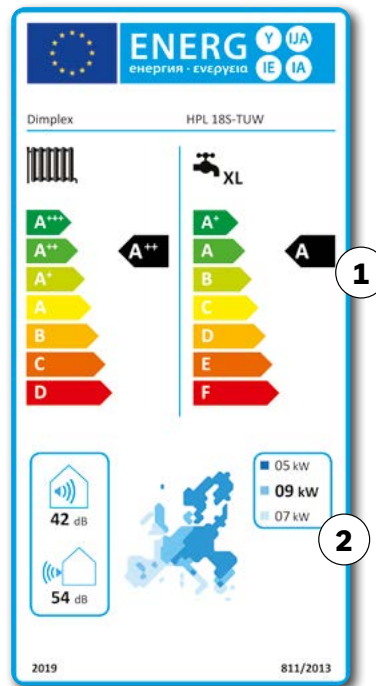 ENERG Y IJA
енергия · ενεργεια IE IA
Dimplex HPL 18S-TUW
XL
A+++ A+
A++ A++ A A
A+ B
A C
B D
C E
D F
1
05 kW
09 kW
42 dB
07 kW
2
54 dB
2019 811/2013